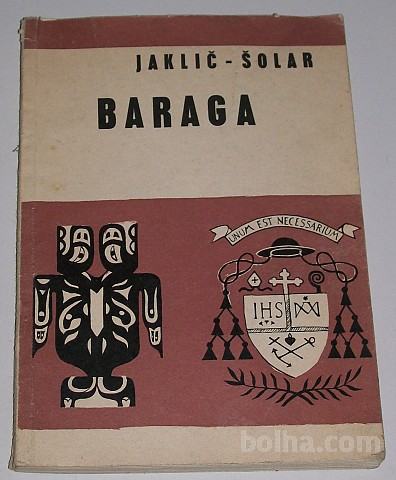 JAKLIČ - ŠOLAR
BARAGA
UNUM EST NECESSARIUM
IHS
bolha.com